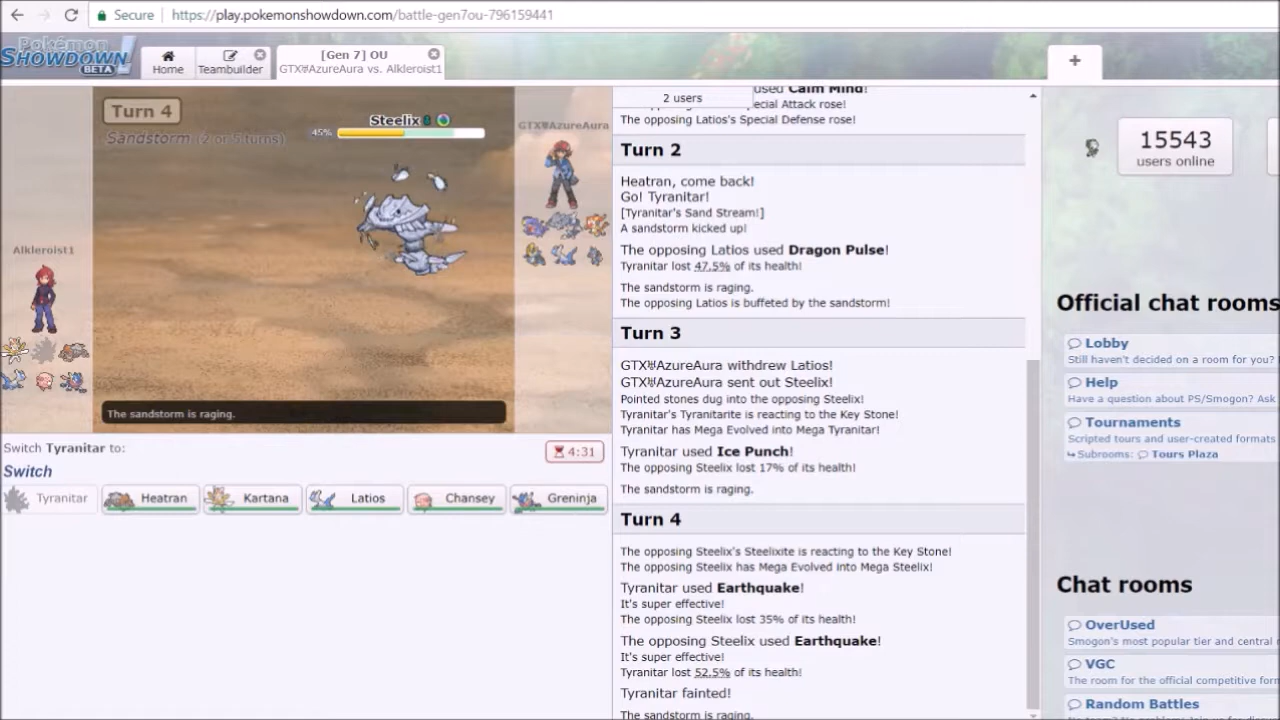 Secure
https://play.pokemonshowdown.com/battle-gen7ou-796159441
Pokémon
SHOWDOWN
BETA
Home
Teambuilder
[Gen 7] OU
GTX♅AzureAura vs. Alkleroist1
+
Turn 4
Sandstorm (2 or 5 turns)
Steelix
45%
GTX♅AzureAura
Alkleroist1
The sandstorm is raging.
Switch Tyranitar to:
4:31
Switch
Tyranitar
Heatran
Kartana
Latios
Chansey
Greninja
2 users
used Calm Mind!
ecial Attack rose!
The opposing Latios's Special Defense rose!
Turn 2
Heatran, come back!
Go! Tyranitar!
[Tyranitar's Sand Stream!]
A sandstorm kicked up!
The opposing Latios used Dragon Pulse!
Tyranitar lost 47.5% of its health!
The sandstorm is raging.
The opposing Latios is buffeted by the sandstorm!
Turn 3
GTX♅AzureAura withdrew Latios!
GTX♅AzureAura sent out Steelix!
Pointed stones dug into the opposing Steelix!
Tyranitar's Tyranitarite is reacting to the Key Stone!
Tyranitar has Mega Evolved into Mega Tyranitar!
Tyranitar used Ice Punch!
The opposing Steelix lost 17% of its health!
The sandstorm is raging.
Turn 4
The opposing Steelix's Steelixite is reacting to the Key Stone!
The opposing Steelix has Mega Evolved into Mega Steelix!
Tyranitar used Earthquake!
It's super effective!
The opposing Steelix lost 35% of its health!
The opposing Steelix used Earthquake!
It's super effective!
Tyranitar lost 52.5% of its health!
Tyranitar fainted!
The sandstorm is raging.
15543
users online
Official chat rooms
Lobby
Still haven't decided on a room for you?
Help
Have a question about PS/Smogon? Ask
Tournaments
Scripted tours and user-created formats
↳ Subrooms: Tours Plaza
Chat rooms
OverUsed
Smogon's most popular tier and central
VGC
The room for the official competitive for
Random Battles